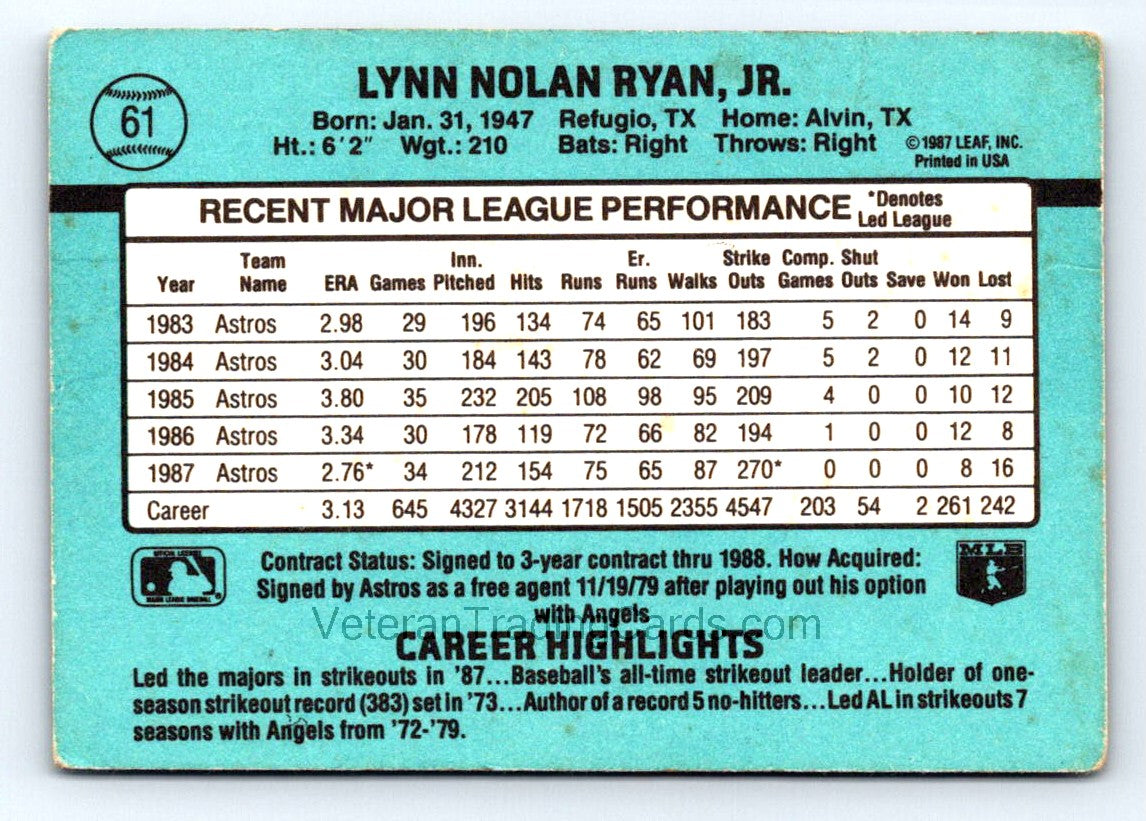 61
LYNN NOLAN RYAN, JR.
Born: Jan. 31, 1947 Refugio, TX Home: Alvin, TX
Ht.: 6'2" Wgt.: 210 Bats: Right Throws: Right
©1987 LEAF, INC.
Printed in USA
RECENT MAJOR LEAGUE PERFORMANCE *Denotes Led League
Year Team Name ERA Games Inn. Pitched Hits Runs Er. Runs Walks Strike Outs Comp. Games Shut Outs Save Won Lost
1983 Astros 2.98 29 196 134 74 65 101 183 5 2 0 14 9
1984 Astros 3.04 30 184 143 78 62 69 197 5 2 0 12 11
1985 Astros 3.80 35 232 205 108 98 95 209 4 0 0 10 12
1986 Astros 3.34 30 178 119 72 66 82 194 1 0 0 12 8
1987 Astros 2.76* 34 212 154 75 65 87 270* 0 0 0 8 16
Career 3.13 645 4327 3144 1718 1505 2355 4547 203 54 2 261 242
Contract Status: Signed to 3-year contract thru 1988. How Acquired:
Signed by Astros as a free agent 11/19/79 after playing out his option
with Angels
MLB
VeteranTradingCards.com
CAREER HIGHLIGHTS
Led the majors in strikeouts in '87...Baseball's all-time strikeout leader...Holder of one-
season strikeout record (383) set in '73...Author of a record 5 no-hitters...Led AL in strikeouts 7
seasons with Angels from '72-'79.